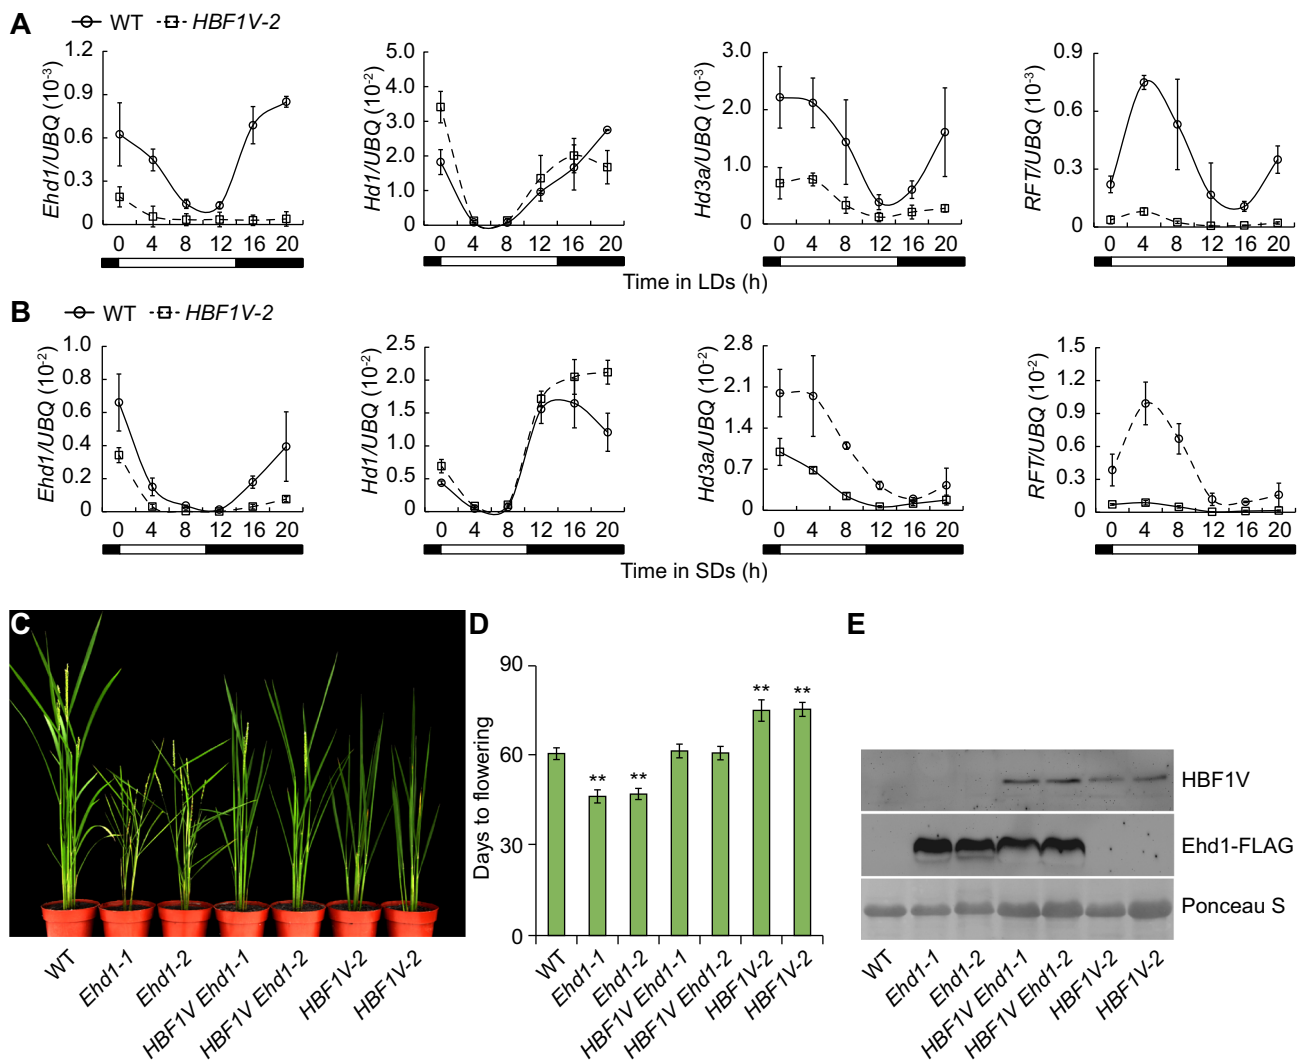 A
WT HBF1V-2
Ehd1/UBQ (10-3)
1.2
0.9
0.6
0.3
0
0 4 8 12 16 20
Hd1/UBQ (10-2)
5.0
4.0
3.0
2.0
1.0
0
0 4 8 12 16 20
Hd3a/UBQ (10-3)
3.0
2.0
1.0
0
0 4 8 12 16 20
RFT/UBQ (10-3)
0.9
0.6
0.3
0
0 4 8 12 16 20
Time in LDs (h)
B
WT HBF1V-2
Ehd1/UBQ (10-2)
1.0
0.8
0.6
0.4
0.2
0
0 4 8 12 16 20
Hd1/UBQ (10-2)
2.5
2.0
1.5
1.0
0.5
0
0 4 8 12 16 20
Hd3a/UBQ (10-2)
2.8
2.1
1.4
0.7
0
0 4 8 12 16 20
RFT/UBQ (10-2)
1.5
1.2
0.9
0.6
0.3
0
0 4 8 12 16 20
Time in SDs (h)
C
WT
Ehd1-1
Ehd1-2
HBF1V Ehd1-1
HBF1V Ehd1-2
HBF1V-2
HBF1V-2
D
Days to flowering
90
60
30
0
** ** ** **
WT
Ehd1-1
Ehd1-2
HBF1V Ehd1-1
HBF1V Ehd1-2
HBF1V-2
HBF1V-2
E
HBF1V
Ehd1-FLAG
Ponceau S
WT
Ehd1-1
Ehd1-2
HBF1V Ehd1-1
HBF1V Ehd1-2
HBF1V-2
HBF1V-2